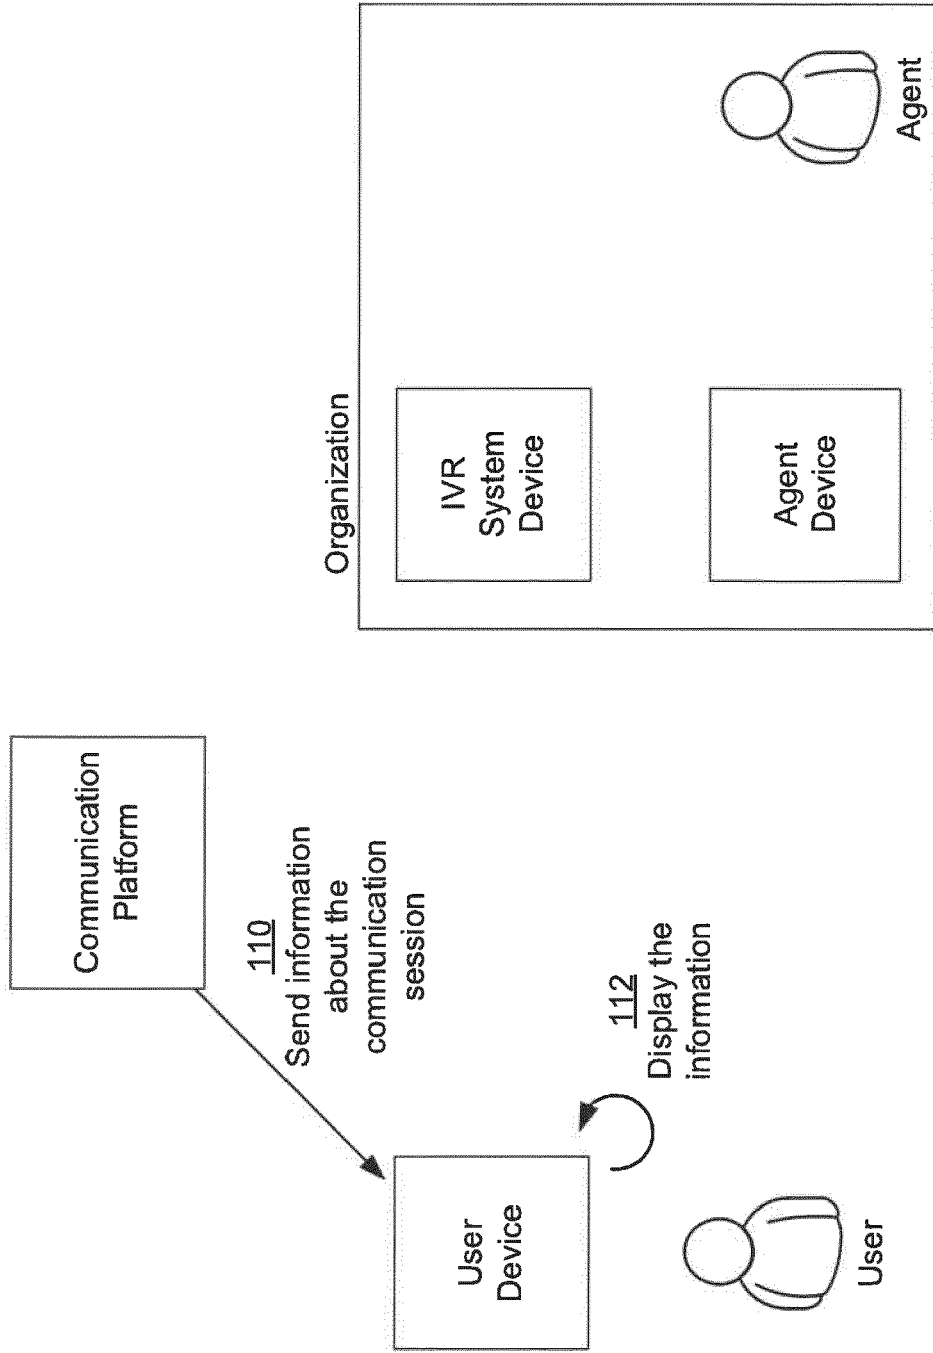 Communication
Platform
110
Send information
about the
communication
session
User
Device
112
Display the
information
User
Organization
IVR
System
Device
Agent
Device
Agent